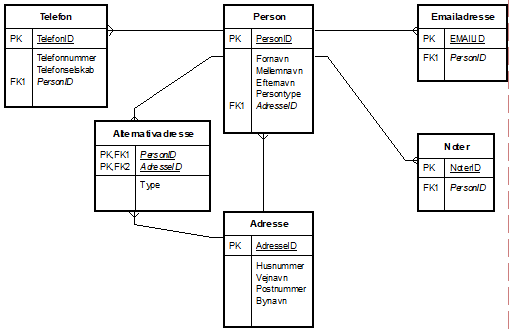 Telefon
PK TelefonID
Telefonnummer
Telefonselskab
FK1 PersonID
Person
PK PersonID
Fornavn
Mellemnavn
Efternavn
Persontype
FK1 AdresseID
Emailadresse
PK EMAILID
FK1 PersonID
Alternativadresse
PK,FK1 PersonID
PK,FK2 AdresseID
Type
Noter
PK NoterID
FK1 PersonID
Adresse
PK AdresseID
Husnummer
Vejnavn
Postnummer
Bynavn